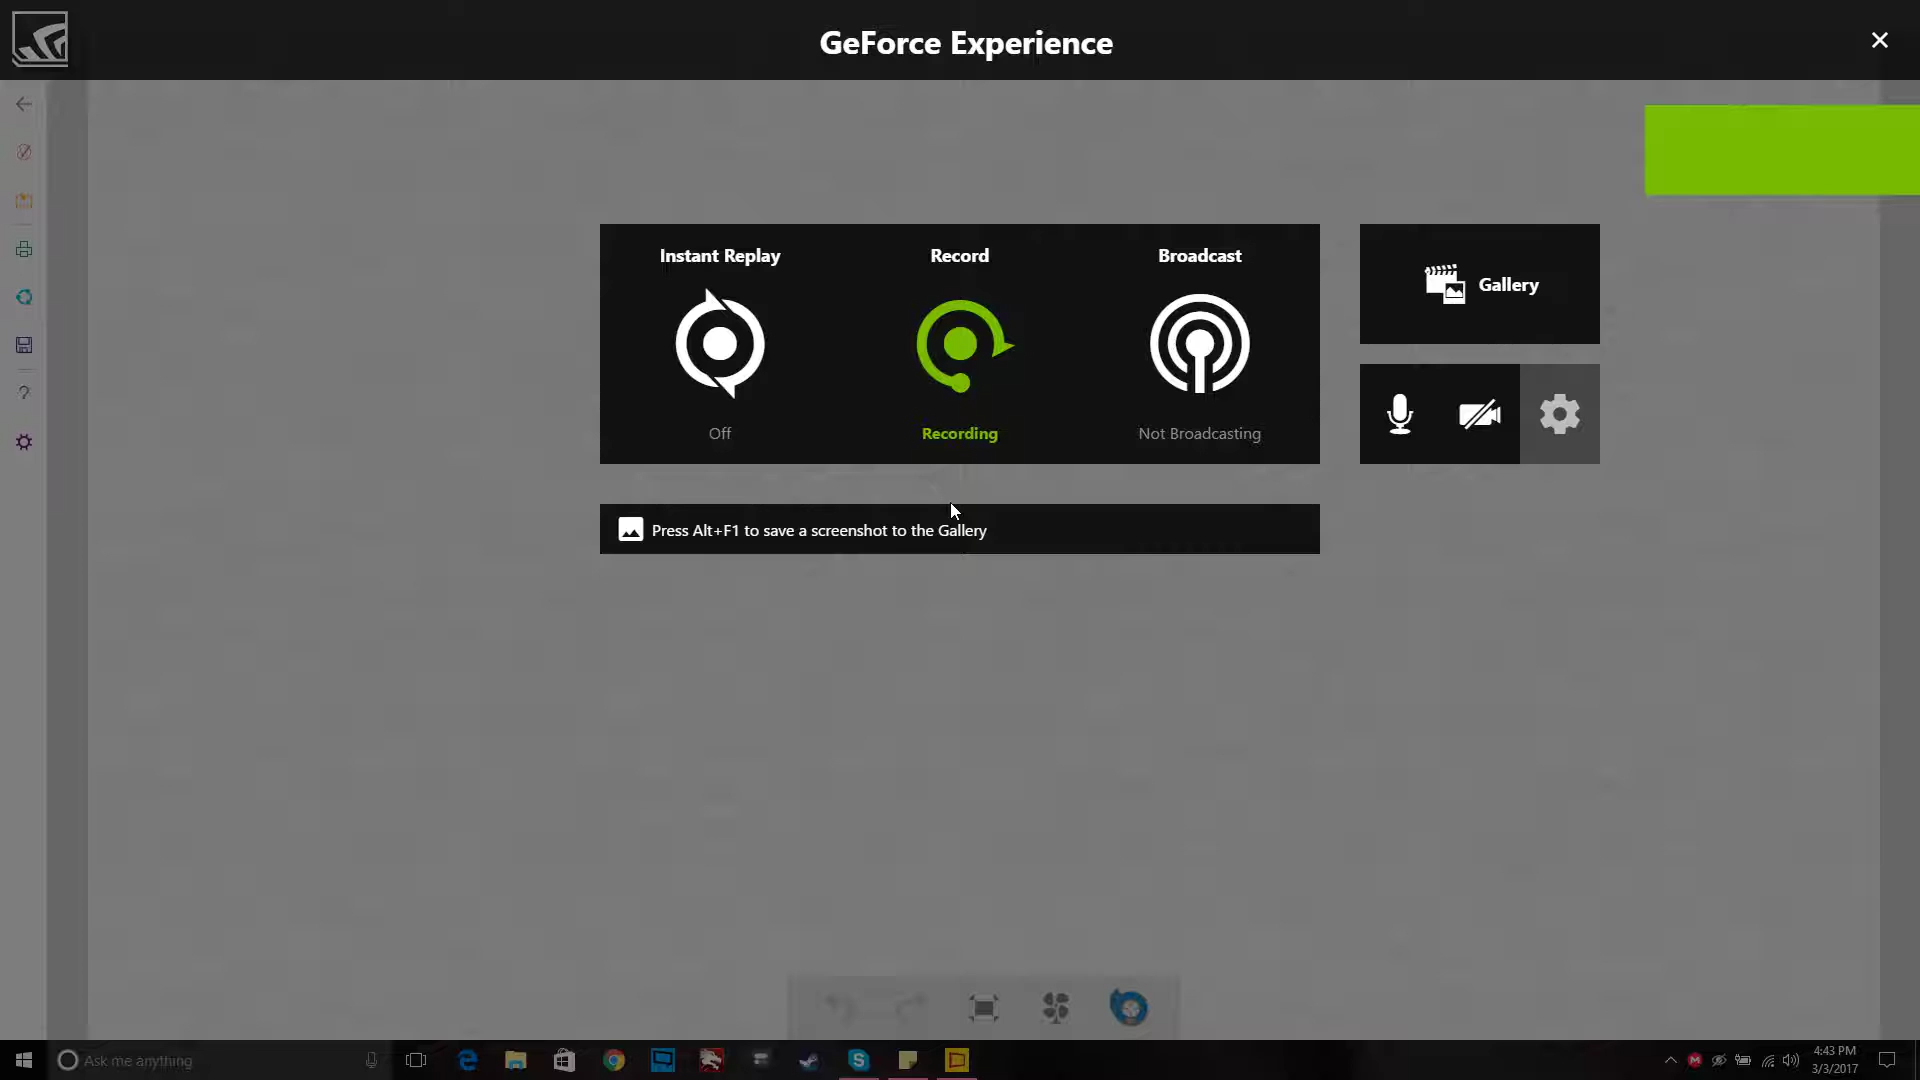 GeForce Experience
Instant Replay
Record
Broadcast
Gallery
Off
Recording
Not Broadcasting
Press Alt+F1 to save a screenshot to the Gallery
Ask me anything
4:43 PM
3/3/2017